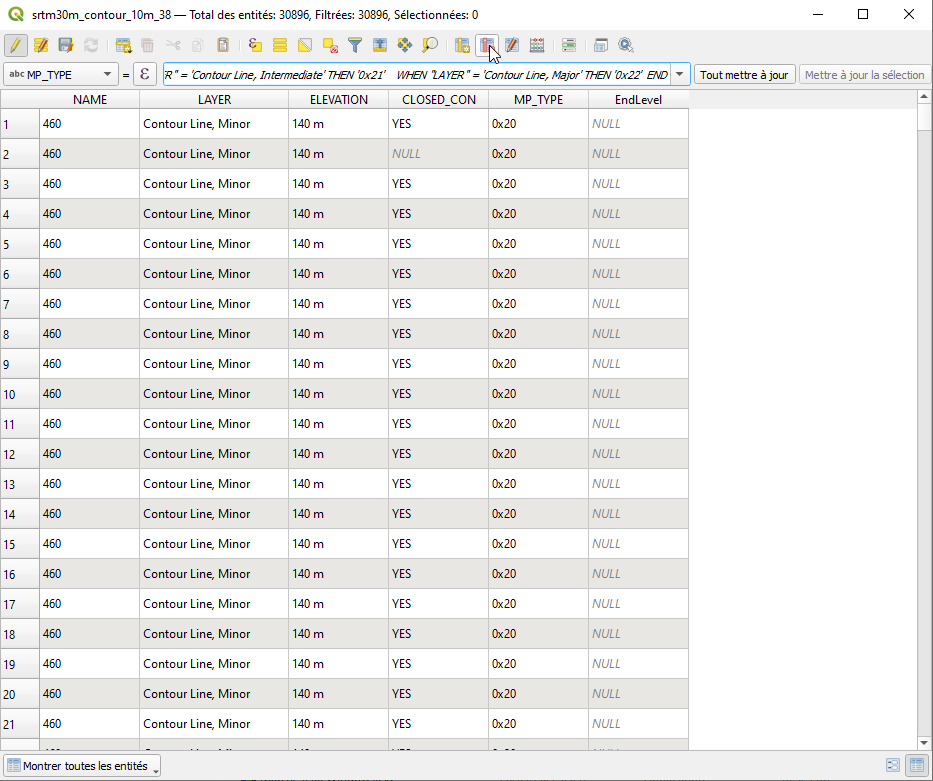 srtm30m_contour_10m_38 — Total des entités: 30896, Filtrées: 30896, Sélectionnées: 0
abc MP_TYPE = ε R" = 'Contour Line, Intermediate' THEN '0x21' WHEN "LAYER" = 'Contour Line, Major' THEN '0x22' END Tout mettre à jour Mettre à jour la sélection
NAME LAYER ELEVATION CLOSED_CON MP_TYPE EndLevel
1 460 Contour Line, Minor 140 m YES 0x20 NULL
2 460 Contour Line, Minor 140 m NULL 0x20 NULL
3 460 Contour Line, Minor 140 m YES 0x20 NULL
4 460 Contour Line, Minor 140 m YES 0x20 NULL
5 460 Contour Line, Minor 140 m YES 0x20 NULL
6 460 Contour Line, Minor 140 m YES 0x20 NULL
7 460 Contour Line, Minor 140 m YES 0x20 NULL
8 460 Contour Line, Minor 140 m YES 0x20 NULL
9 460 Contour Line, Minor 140 m YES 0x20 NULL
10 460 Contour Line, Minor 140 m YES 0x20 NULL
11 460 Contour Line, Minor 140 m YES 0x20 NULL
12 460 Contour Line, Minor 140 m YES 0x20 NULL
13 460 Contour Line, Minor 140 m YES 0x20 NULL
14 460 Contour Line, Minor 140 m YES 0x20 NULL
15 460 Contour Line, Minor 140 m YES 0x20 NULL
16 460 Contour Line, Minor 140 m YES 0x20 NULL
17 460 Contour Line, Minor 140 m YES 0x20 NULL
18 460 Contour Line, Minor 140 m YES 0x20 NULL
19 460 Contour Line, Minor 140 m YES 0x20 NULL
20 460 Contour Line, Minor 140 m YES 0x20 NULL
21 460 Contour Line, Minor 140 m YES 0x20 NULL
Montrer toutes les entités